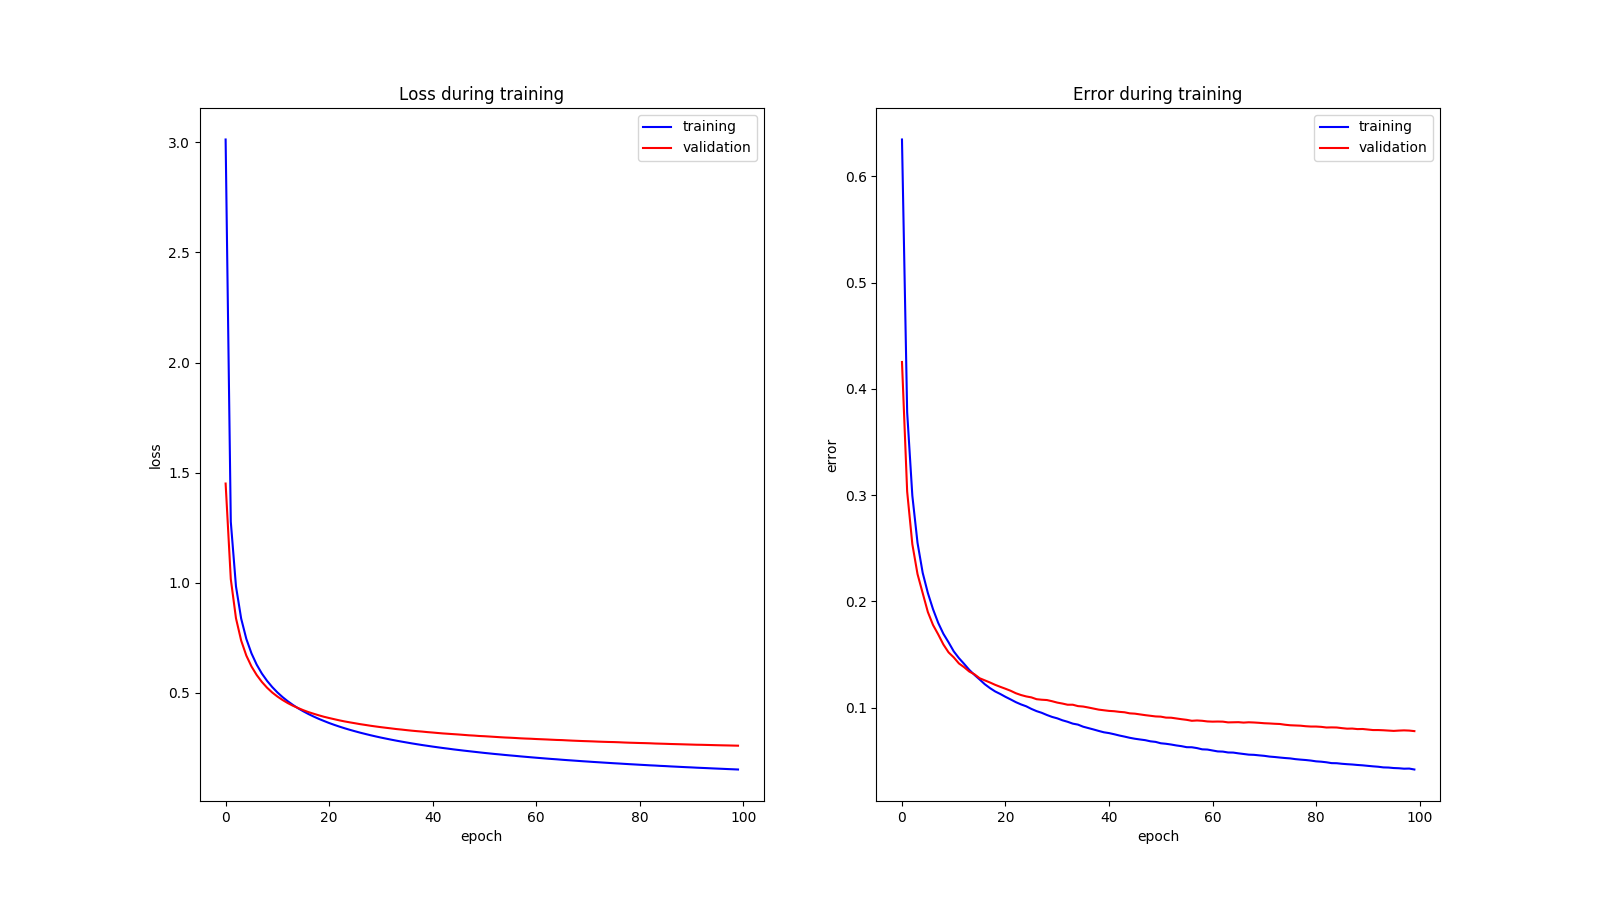 Loss during training
training
validation
3.0
2.5
2.0
1.5
1.0
0.5
loss
0 20 40 60 80 100
epoch
Error during training
training
validation
0.6
0.5
0.4
0.3
0.2
0.1
error
0 20 40 60 80 100
epoch